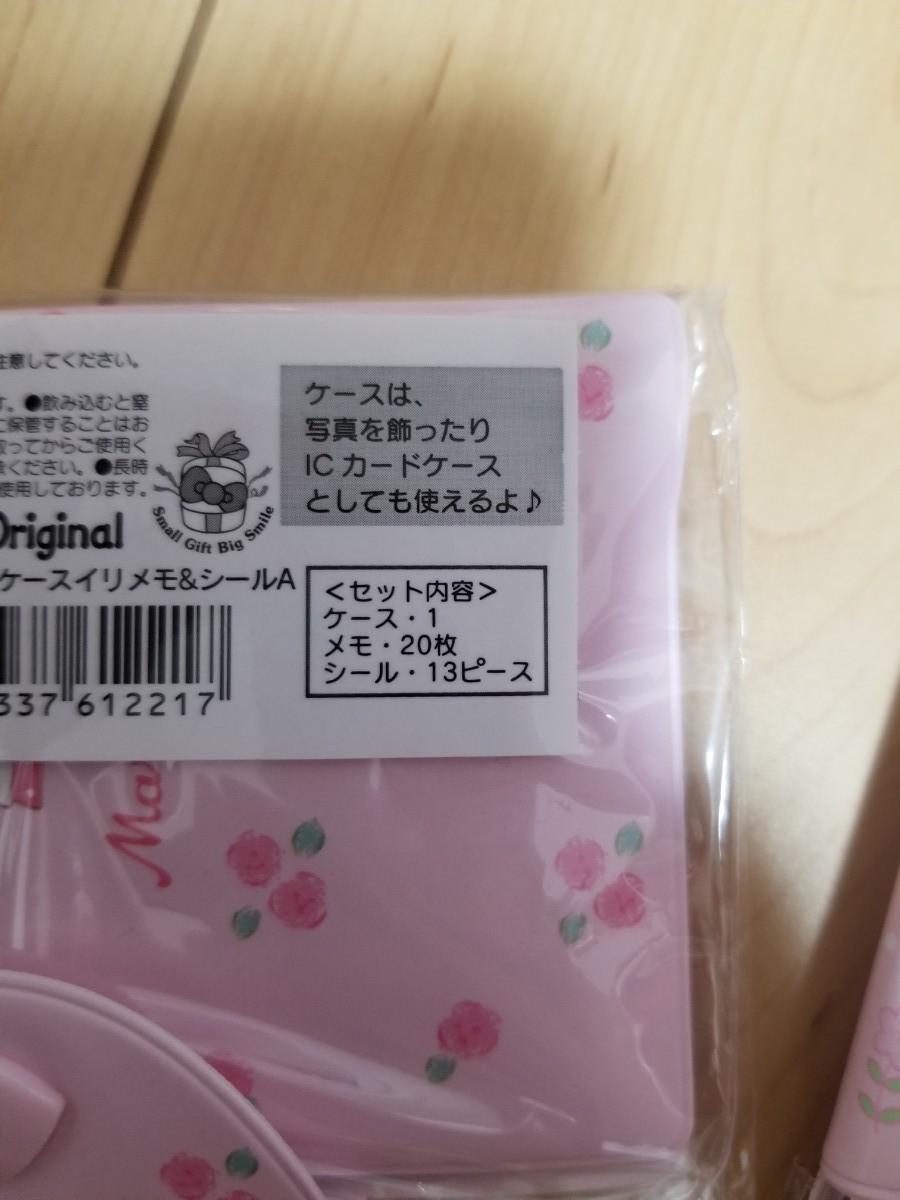 注意してください。
す。●飲み込むと窒
に保管することはお
取ってからご使用く
ください。●長時
使用しております。
ケースは、
写真を飾ったり
ICカードケース
としても使えるよ♪
Small Gift Big Smile
Original
ケースイリメモ&シールA
<セット内容>
ケース・1
メモ・20枚
シール・13ピース
337 612217
Ma